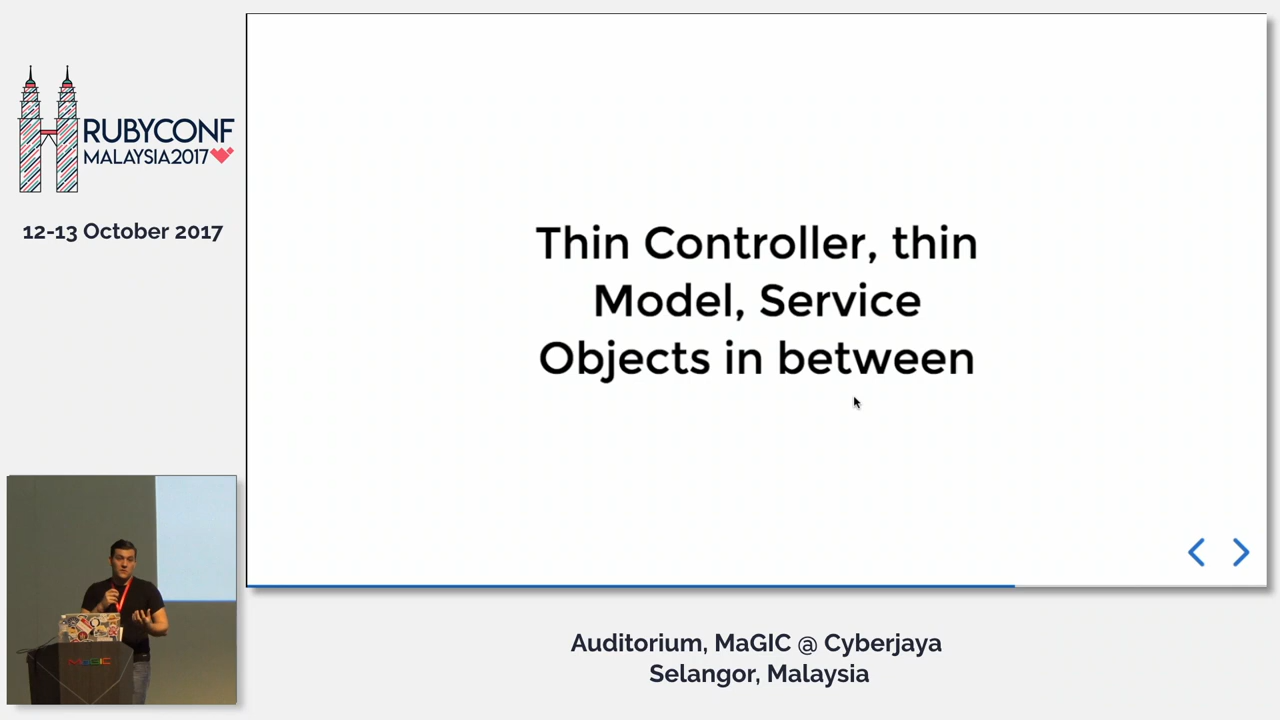 RUBYCONF
MALAYSIA2017
12-13 October 2017
Thin Controller, thin
Model, Service
Objects in between
MaGIC
Auditorium, MaGIC @ Cyberjaya
Selangor, Malaysia